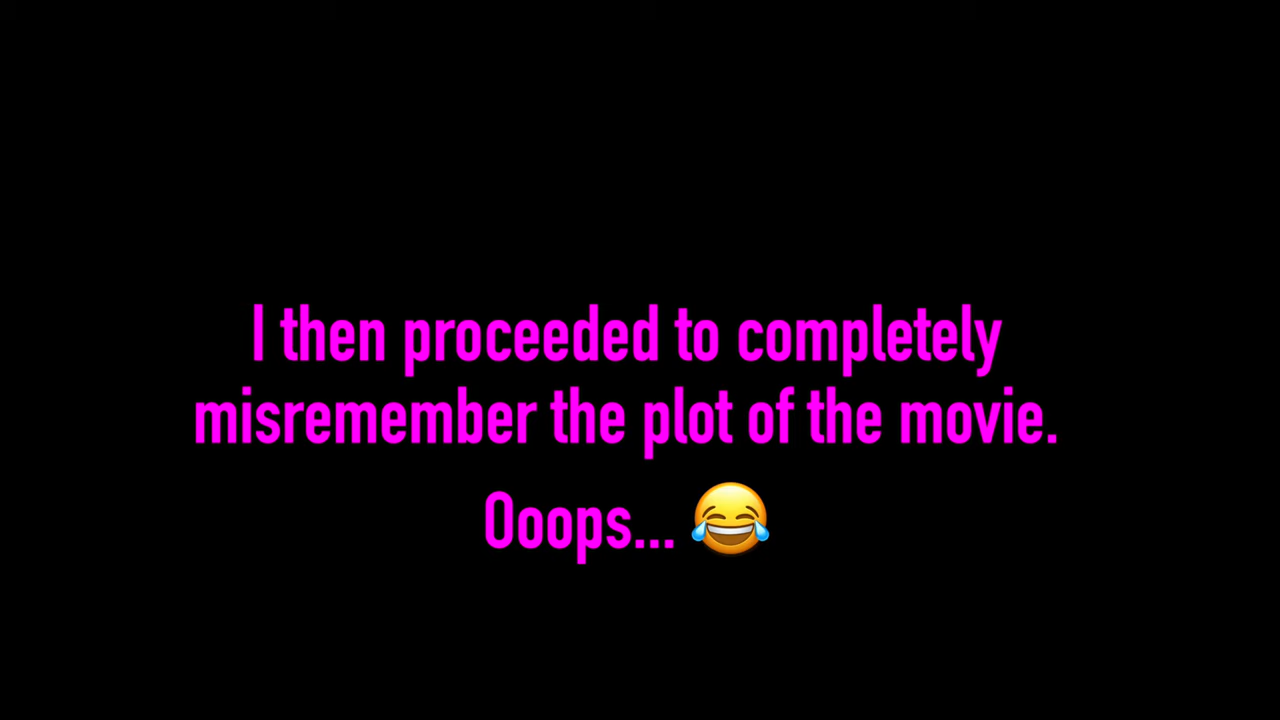 I then proceeded to completely
misremember the plot of the movie.
Ooops... 😂